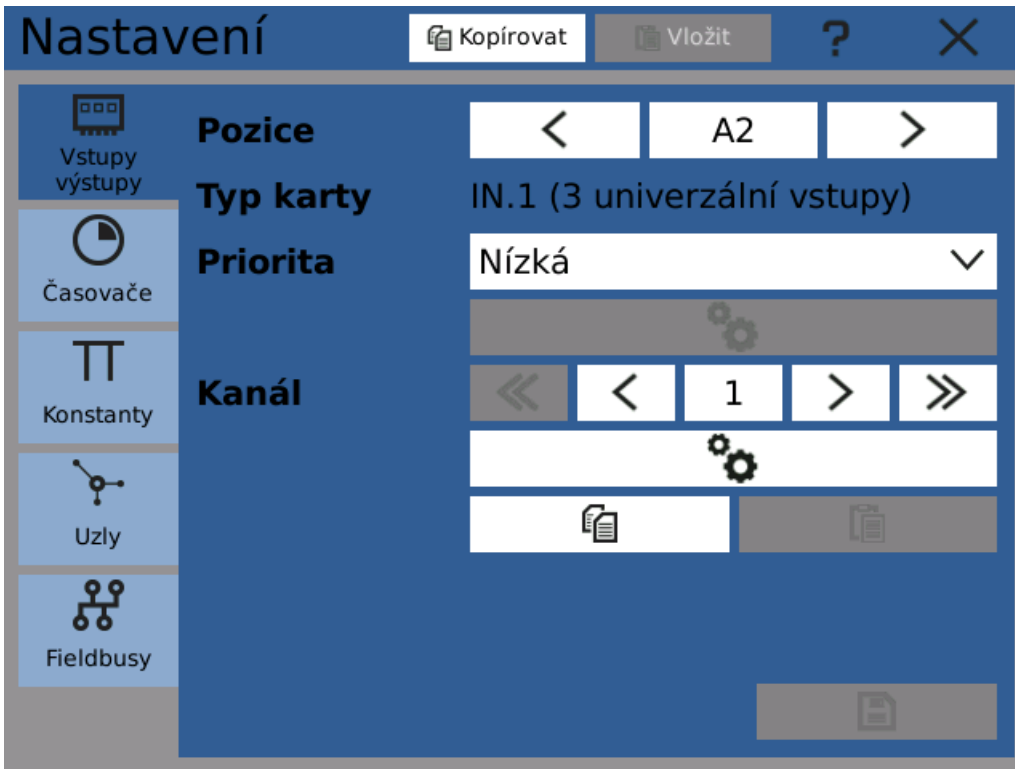 Nastavení
Kopírovat
Vložit
?
Vstupy
výstupy
Časovače
Konstanty
Uzly
Fieldbusy
Pozice
A2
Typ karty
IN.1 (3 univerzální vstupy)
Priorita
Nízká
Kanál
1